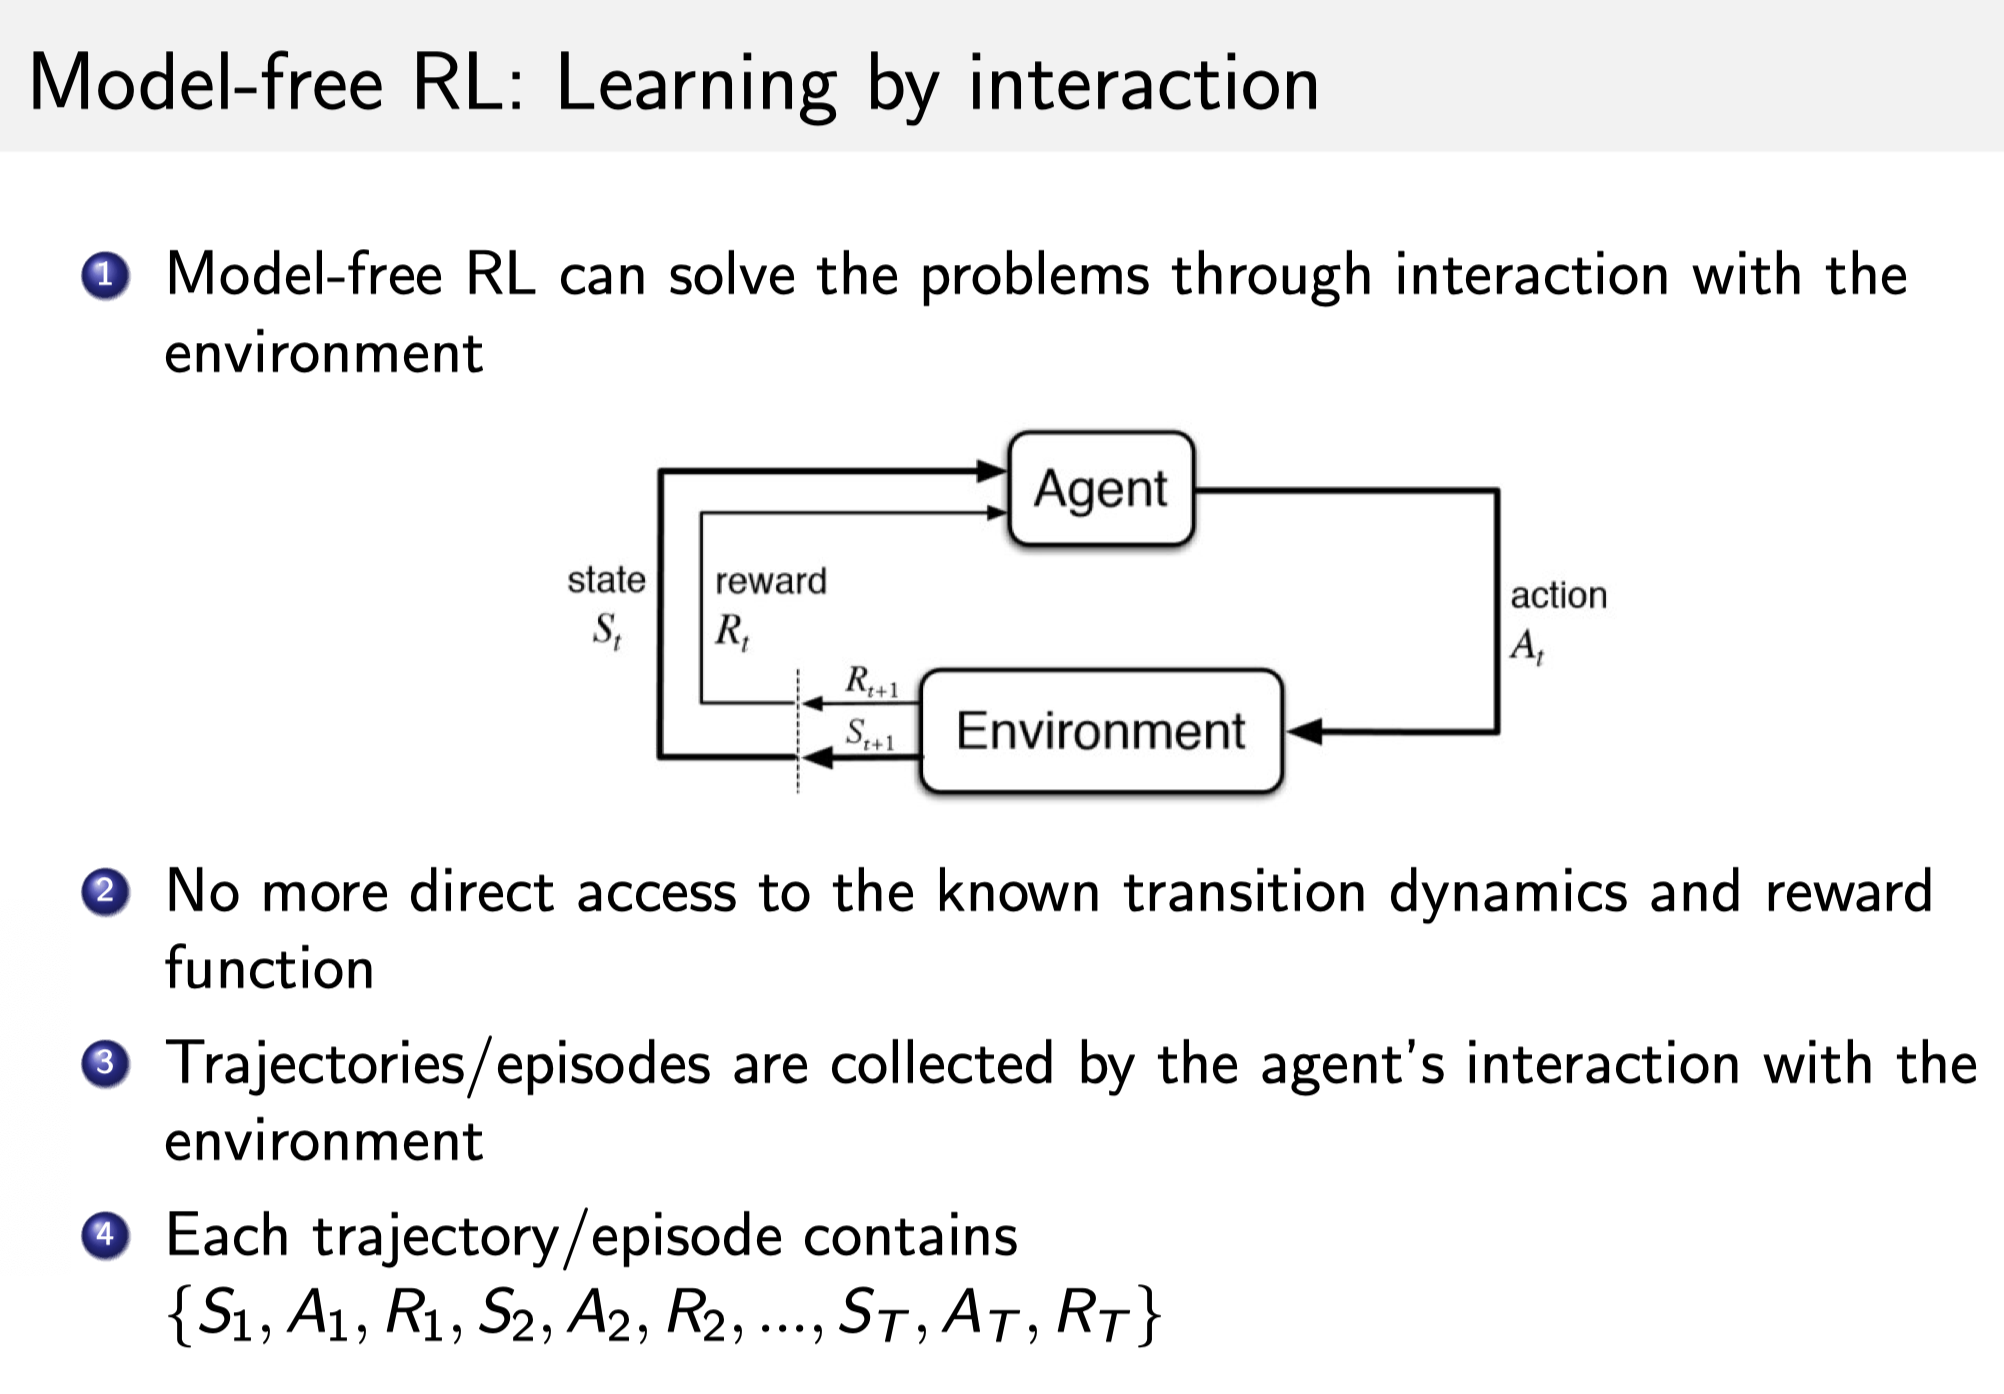 Model-free RL: Learning by interaction
1 Model-free RL can solve the problems through interaction with the
environment
Agent
state
S_t
reward
R_t
action
A_t
R_{t+1}
S_{t+1}
Environment
2 No more direct access to the known transition dynamics and reward
function
3 Trajectories/episodes are collected by the agent's interaction with the
environment
4 Each trajectory/episode contains
{S_1, A_1, R_1, S_2, A_2, R_2, ..., S_T, A_T, R_T}